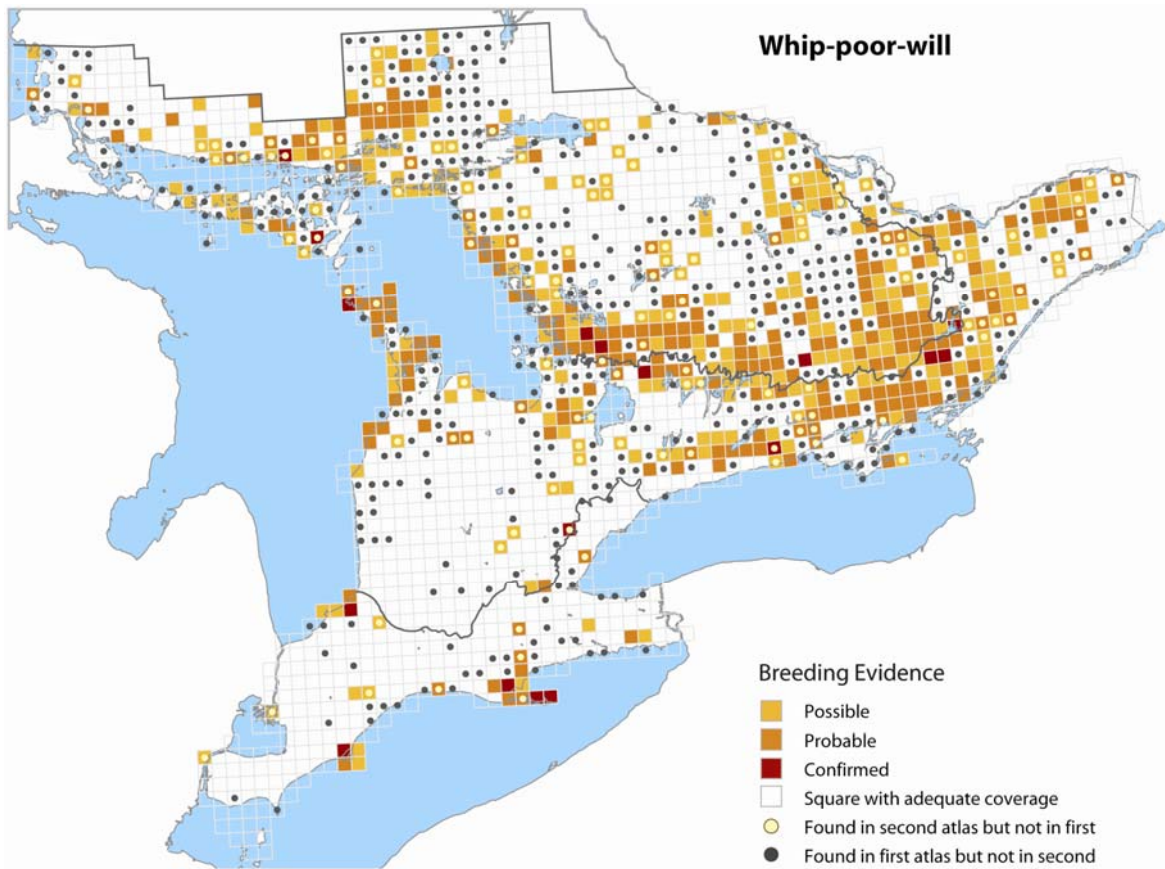 Whip-poor-will
Breeding Evidence
Possible
Probable
Confirmed
Square with adequate coverage
Found in second atlas but not in first
Found in first atlas but not in second